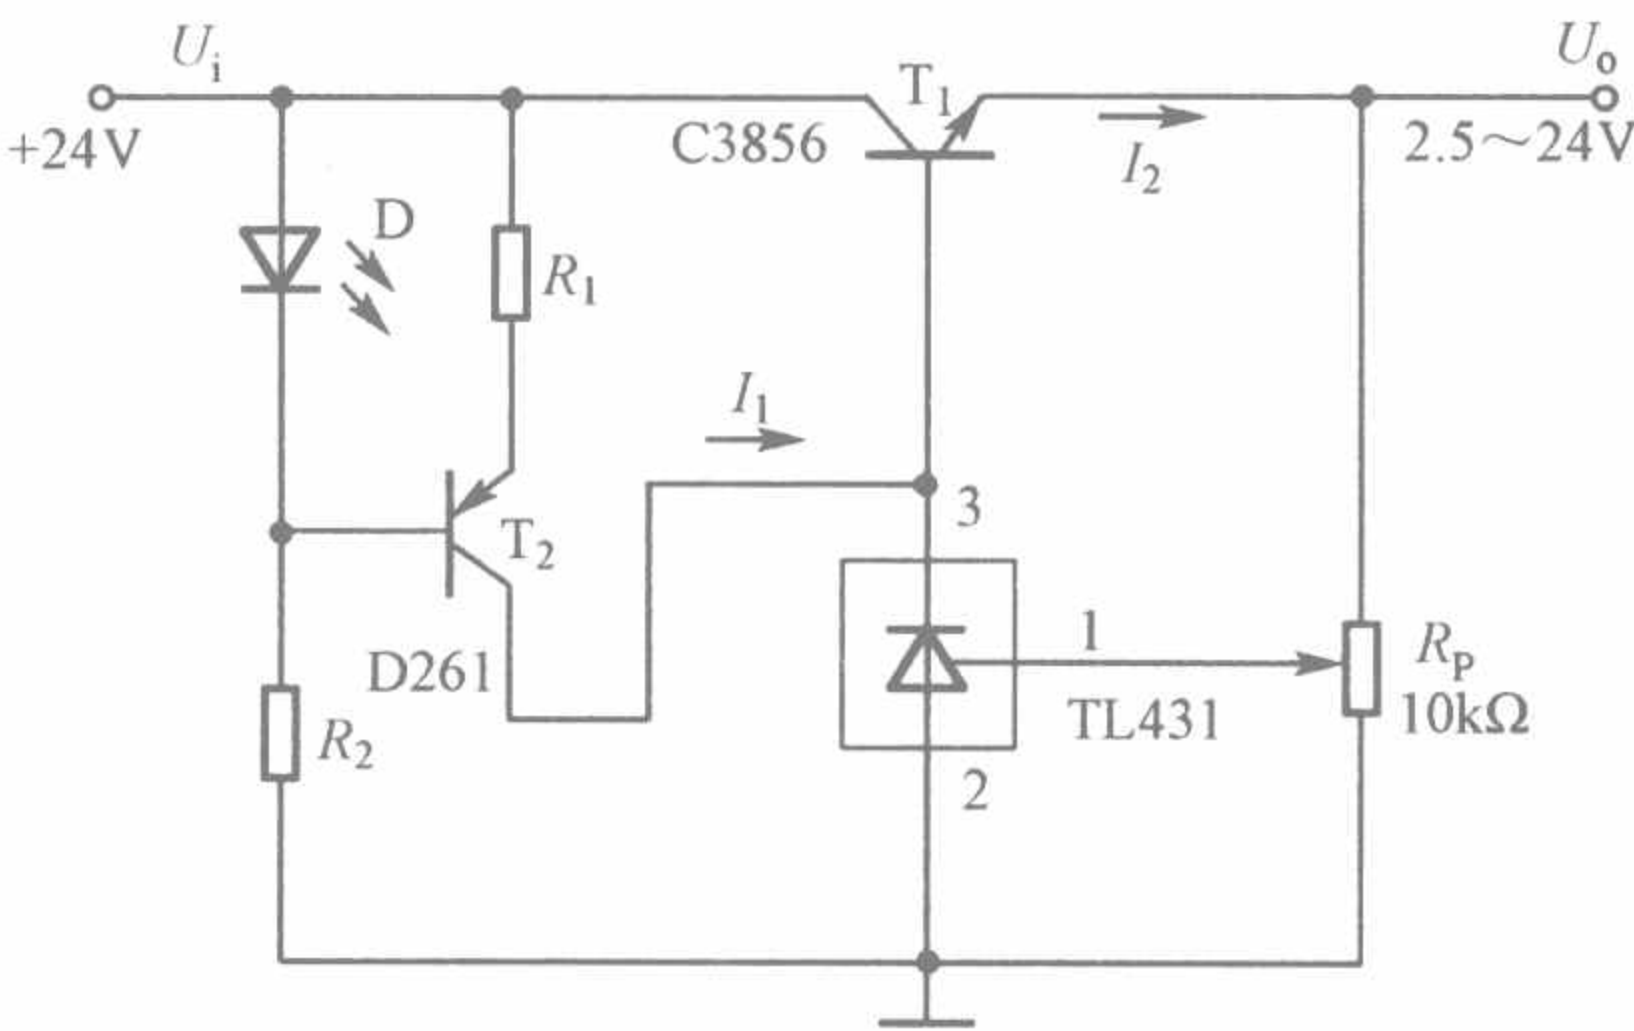 Ui
Uo
+24V
T1
C3856
I2
2.5～24V
D
R1
I1
3
T2
1
RP
D261
TL431
10kΩ
R2
2